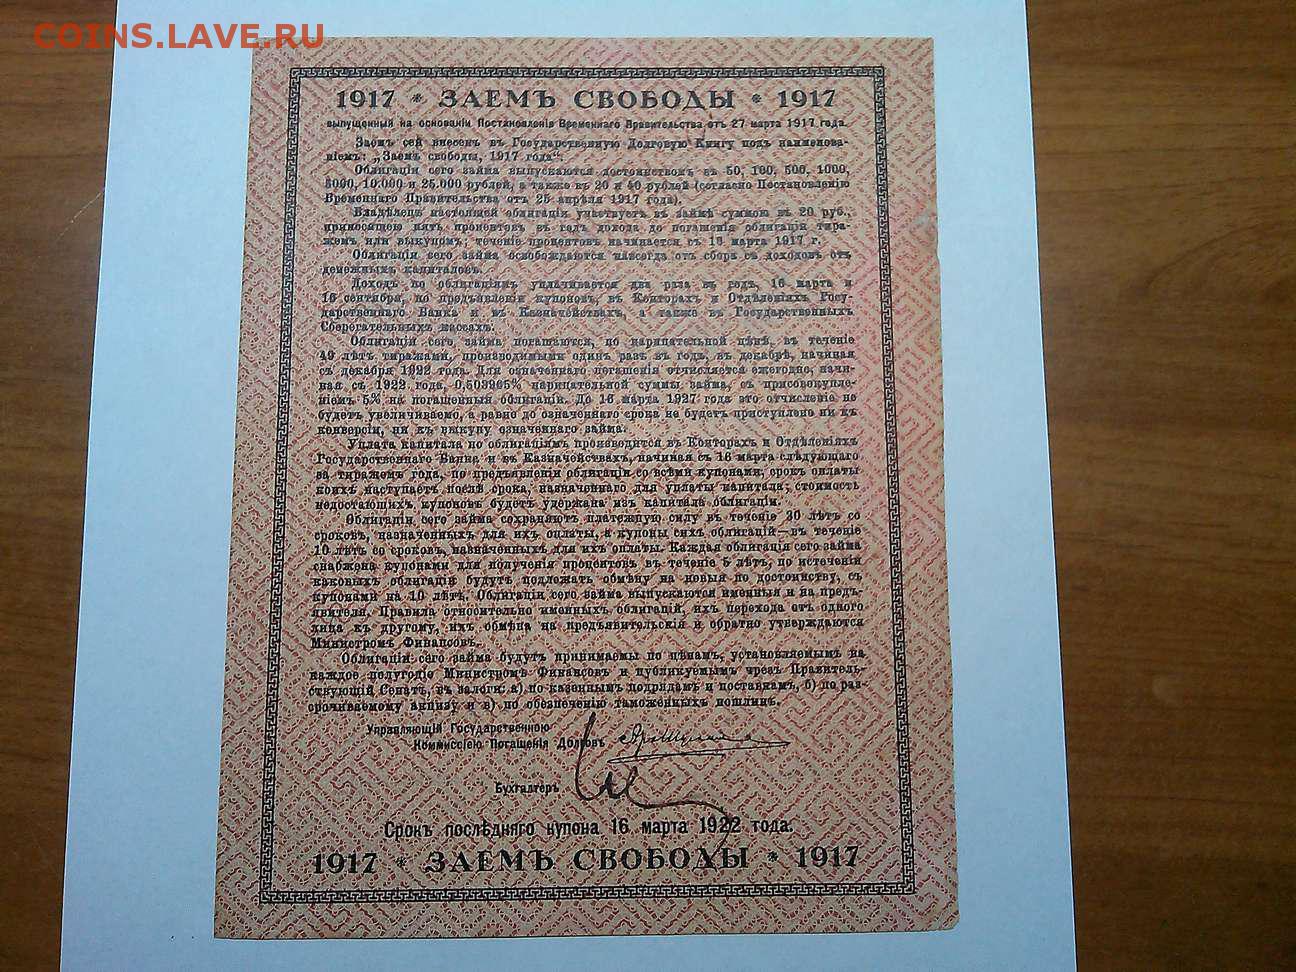 COINS.LAVE.RU
1917 * ЗАЕМЪ СВОБОДЫ * 1917
выпущенный на основаніи Постановленія Временнаго Правительства отъ 27 марта 1917 года.
Заемъ сей внесенъ въ Государственную Долговую Книгу подъ наименова-
ніемъ: „Заемъ свободы, 1917 года“.
Облигаціи сего займа выпускаются достоинствомъ въ 50, 100, 500, 1000,
5000, 10.000 и 25.000 рублей, а также въ 20 и 40 рублей (согласно Постановленію
Временнаго Правительства отъ 25 апрѣля 1917 года).
Владѣлецъ настоящей облигаціи участвуетъ въ займѣ суммою въ 20 руб.,
приносящею пять процентовъ въ годъ дохода до погашенія облигаціи тира-
жемъ или выкупомъ; теченіе процентовъ начинается съ 16 марта 1917 г.
Облигаціи сего займа освобождаются навсегда отъ сбора съ доходовъ отъ
денежныхъ капиталовъ.
Доходъ по облигаціямъ уплачивается два раза въ годъ, 16 марта и
16 сентября, по предъявленіи купоновъ, въ Конторахъ и Отдѣленіяхъ Госу-
дарственнаго Банка и въ Казначействахъ, а также въ Государственныхъ
Сберегательныхъ кассахъ.
Облигаціи сего займа погашаются, по нарицательной цѣнѣ, въ теченіе
49 лѣтъ тиражами, производимыми одинъ разъ въ годъ, въ декабрѣ, начиная
съ декабря 1922 года. Для означеннаго погашенія отчисляется ежегодно, начи-
ная съ 1922 года, 0,503965% нарицательной суммы займа, съ присовокупле-
ніемъ 5% на погашенныя облигаціи. До 16 марта 1927 года это отчисленіе не
будетъ увеличиваемо, а равно до означеннаго срока не будетъ приступлено ни къ
конверсіи, ни къ выкупу означеннаго займа.
Уплата капитала по облигаціямъ производится въ Конторахъ и Отдѣленіяхъ
Государственнаго Банка и въ Казначействахъ, начиная съ 16 марта слѣдующаго
за тиражемъ года, по предъявленіи облигаціи со всѣми купонами, срокъ оплаты
коихъ наступаетъ послѣ срока, назначеннаго для уплаты капитала; стоимость
недостающихъ купоновъ будетъ удержана изъ капитала облигаціи.
Облигаціи сего займа сохраняютъ платежную силу въ теченіе 30 лѣтъ со
сроковъ, назначенныхъ для ихъ оплаты, а купоны сихъ облигацій—въ теченіе
10 лѣтъ со сроковъ, назначенныхъ для ихъ оплаты. Каждая облигація сего займа
снабжена купонами для полученія процентовъ въ теченіе 5 лѣтъ, по истеченіи
каковыхъ облигаціи будутъ подлежать обмѣну на новыя по достоинству, съ
купонами на 10 лѣтъ. Облигаціи сего займа выпускаются именныя и на предъ-
явителя. Правила относительно именныхъ облигацій, ихъ перехода отъ одного
лица къ другому, ихъ обмѣна на предъявительскія и обратно утверждаются
Министромъ Финансовъ.
Облигаціи сего займа будутъ принимаемы по цѣнамъ, установляемымъ на
каждое полугодіе Министромъ Финансовъ и публикуемымъ чрезъ Правитель-
ствующій Сенатъ, въ залоги: а) по казеннымъ подрядамъ и поставкамъ, б) по раз-
срочиваемому акцизу и в) по обезпеченію таможенныхъ пошлинъ.
Управляющій Государственною
Коммиссіею Погашенія Долговъ
Бухгалтеръ
Срокъ послѣдняго купона 16 марта 1922 года.
1917 * ЗАЕМЪ СВОБОДЫ * 1917